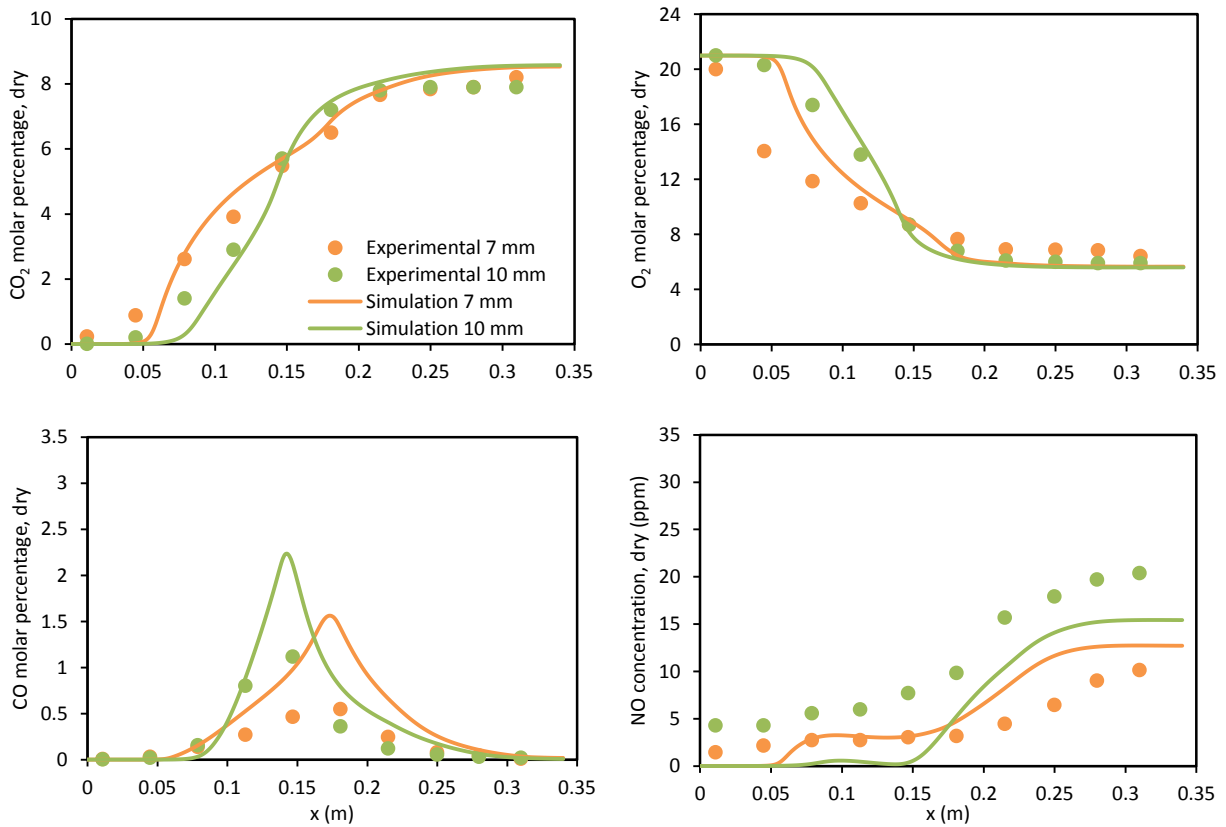 CO2 molar percentage, dry
10
8
6
4
2
0
0 0.05 0.1 0.15 0.2 0.25 0.3 0.35
Experimental 7 mm
Experimental 10 mm
Simulation 7 mm
Simulation 10 mm
O2 molar percentage, dry
24
20
16
12
8
4
0
0 0.05 0.1 0.15 0.2 0.25 0.3 0.35
CO molar percentage, dry
3.5
3
2.5
2
1.5
1
0.5
0
0 0.05 0.1 0.15 0.2 0.25 0.3 0.35
x (m)
NO concentration, dry (ppm)
35
30
25
20
15
10
5
0
0 0.05 0.1 0.15 0.2 0.25 0.3 0.35
x (m)